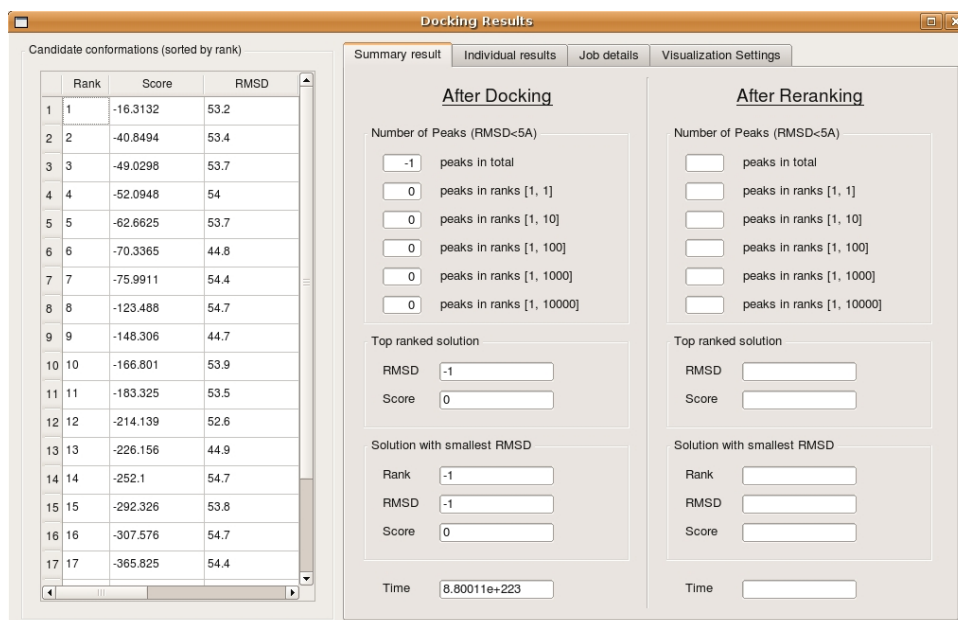 Docking Results
Candidate conformations (sorted by rank)
Rank Score RMSD
1 1 -16.3132 53.2
2 2 -40.8494 53.4
3 3 -49.0298 53.7
4 4 -52.0948 54
5 5 -62.6625 53.7
6 6 -70.3365 44.8
7 7 -75.9911 54.4
8 8 -123.488 54.7
9 9 -148.306 44.7
10 10 -166.801 53.9
11 11 -183.325 53.5
12 12 -214.139 52.6
13 13 -226.156 44.9
14 14 -252.1 54.7
15 15 -292.326 53.8
16 16 -307.576 54.7
17 17 -365.825 54.4
Summary result Individual results Job details Visualization Settings
After Docking
Number of Peaks (RMSD<5A)
-1 peaks in total
0 peaks in ranks [1, 1]
0 peaks in ranks [1, 10]
0 peaks in ranks [1, 100]
0 peaks in ranks [1, 1000]
0 peaks in ranks [1, 10000]
Top ranked solution
RMSD -1
Score 0
Solution with smallest RMSD
Rank -1
RMSD -1
Score 0
Time 8.80011e+223
After Reranking
Number of Peaks (RMSD<5A)
peaks in total
peaks in ranks [1, 1]
peaks in ranks [1, 10]
peaks in ranks [1, 100]
peaks in ranks [1, 1000]
peaks in ranks [1, 10000]
Top ranked solution
RMSD
Score
Solution with smallest RMSD
Rank
RMSD
Score
Time